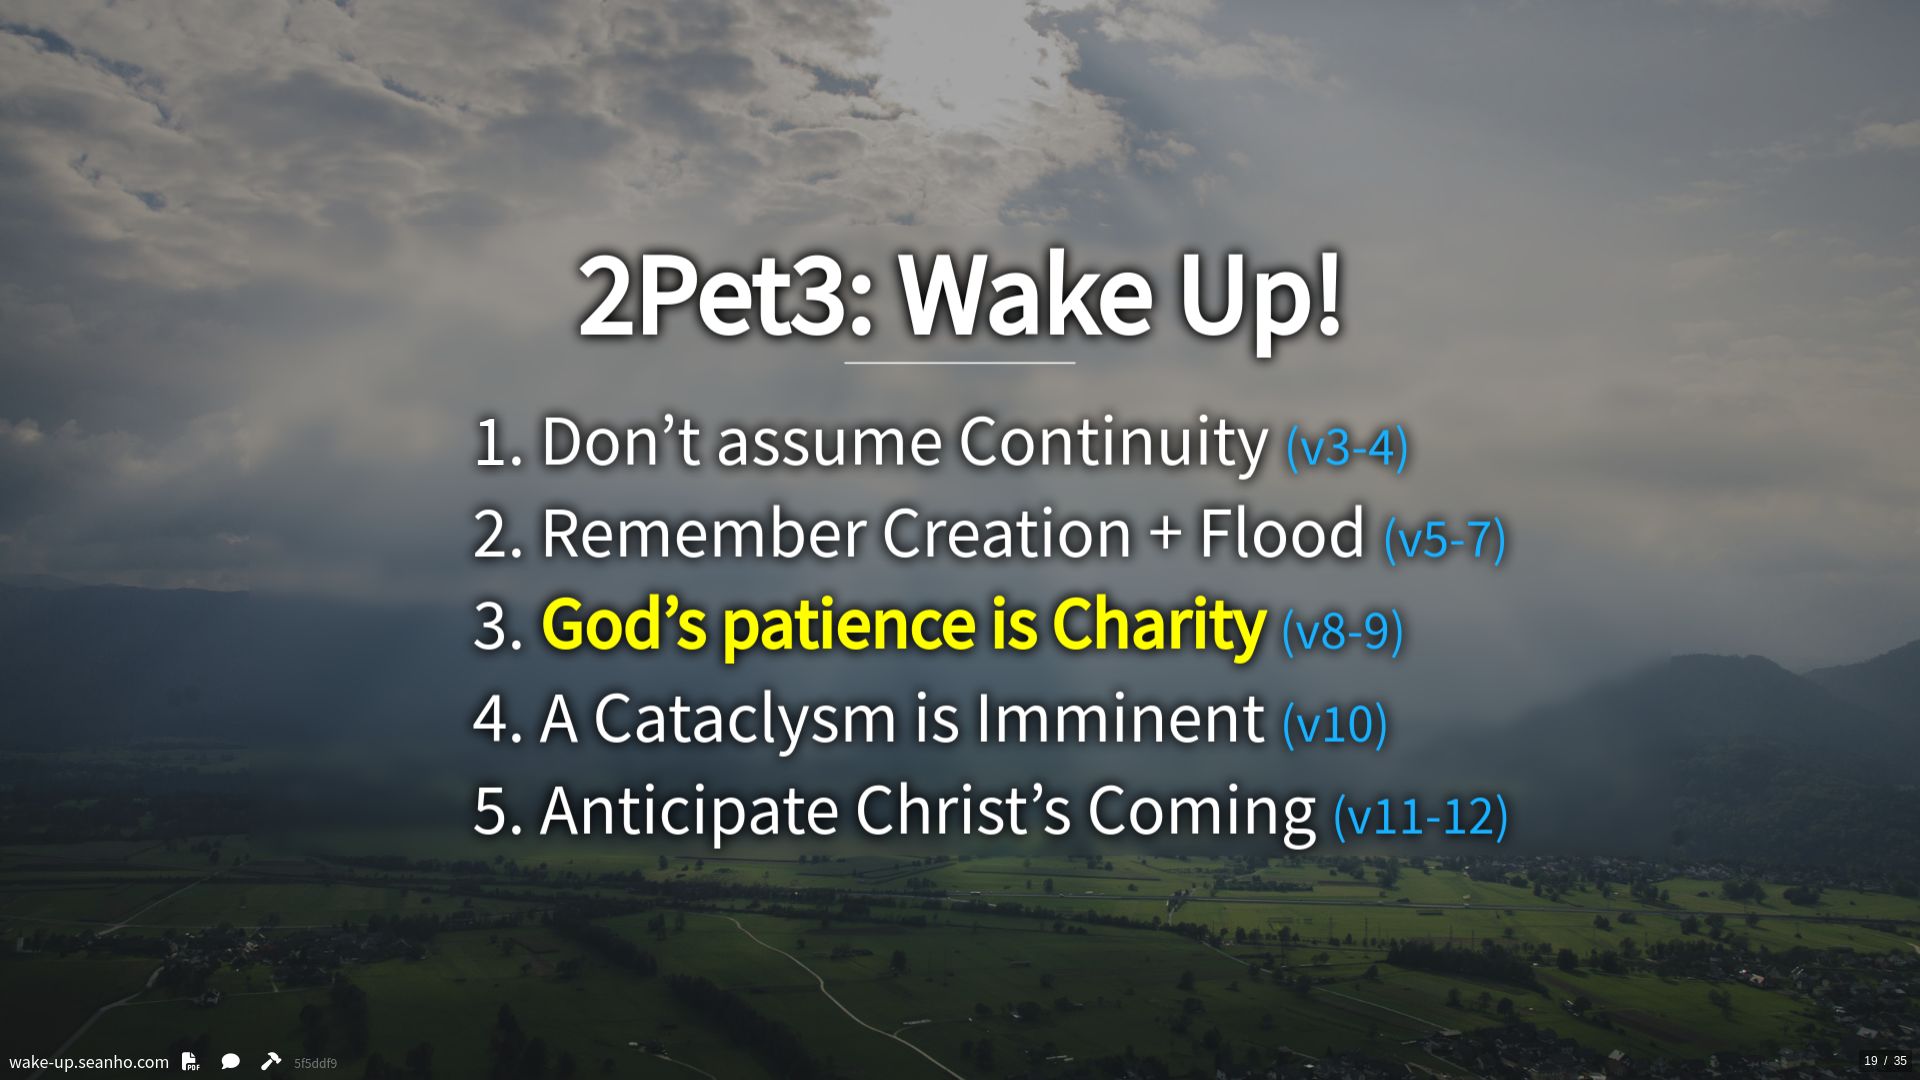 2Pet3: Wake Up!
1. Don’t assume Continuity (v3-4)
2. Remember Creation + Flood (v5-7)
3. God’s patience is Charity (v8-9)
4. A Cataclysm is Imminent (v10)
5. Anticipate Christ’s Coming (v11-12)
wake-up.seanho.com PDF 5f5ddf9
19 / 35